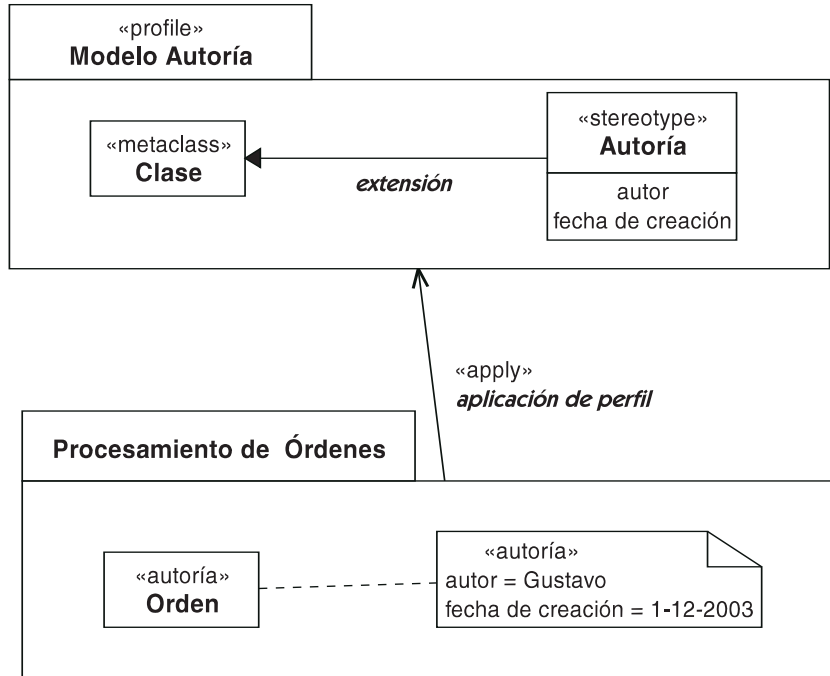 «profile»
Modelo Autoría
«metaclass»
Clase
extensión
«stereotype»
Autoría
autor
fecha de creación
«apply»
aplicación de perfil
Procesamiento de Órdenes
«autoría»
Orden
«autoría»
autor = Gustavo
fecha de creación = 1-12-2003